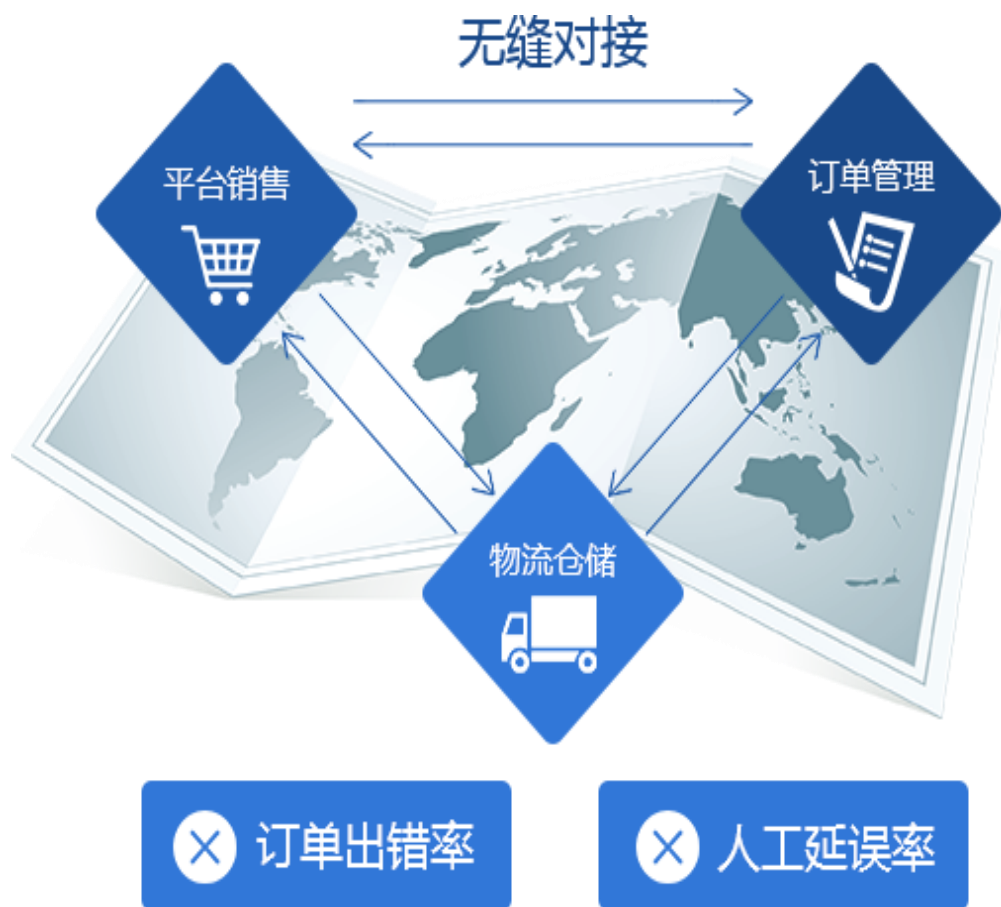 无缝对接
平台销售
订单管理
物流仓储
订单出错率
人工延误率